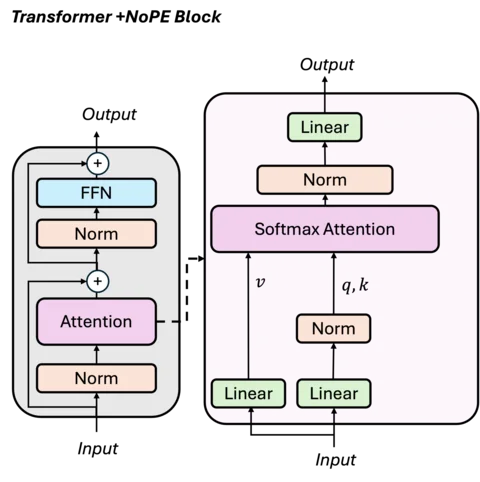 Transformer +NoPE Block
Output
FFN
Norm
Attention
Norm
Input
Output
Linear
Norm
Softmax Attention
v
q, k
Norm
Linear
Linear
Input